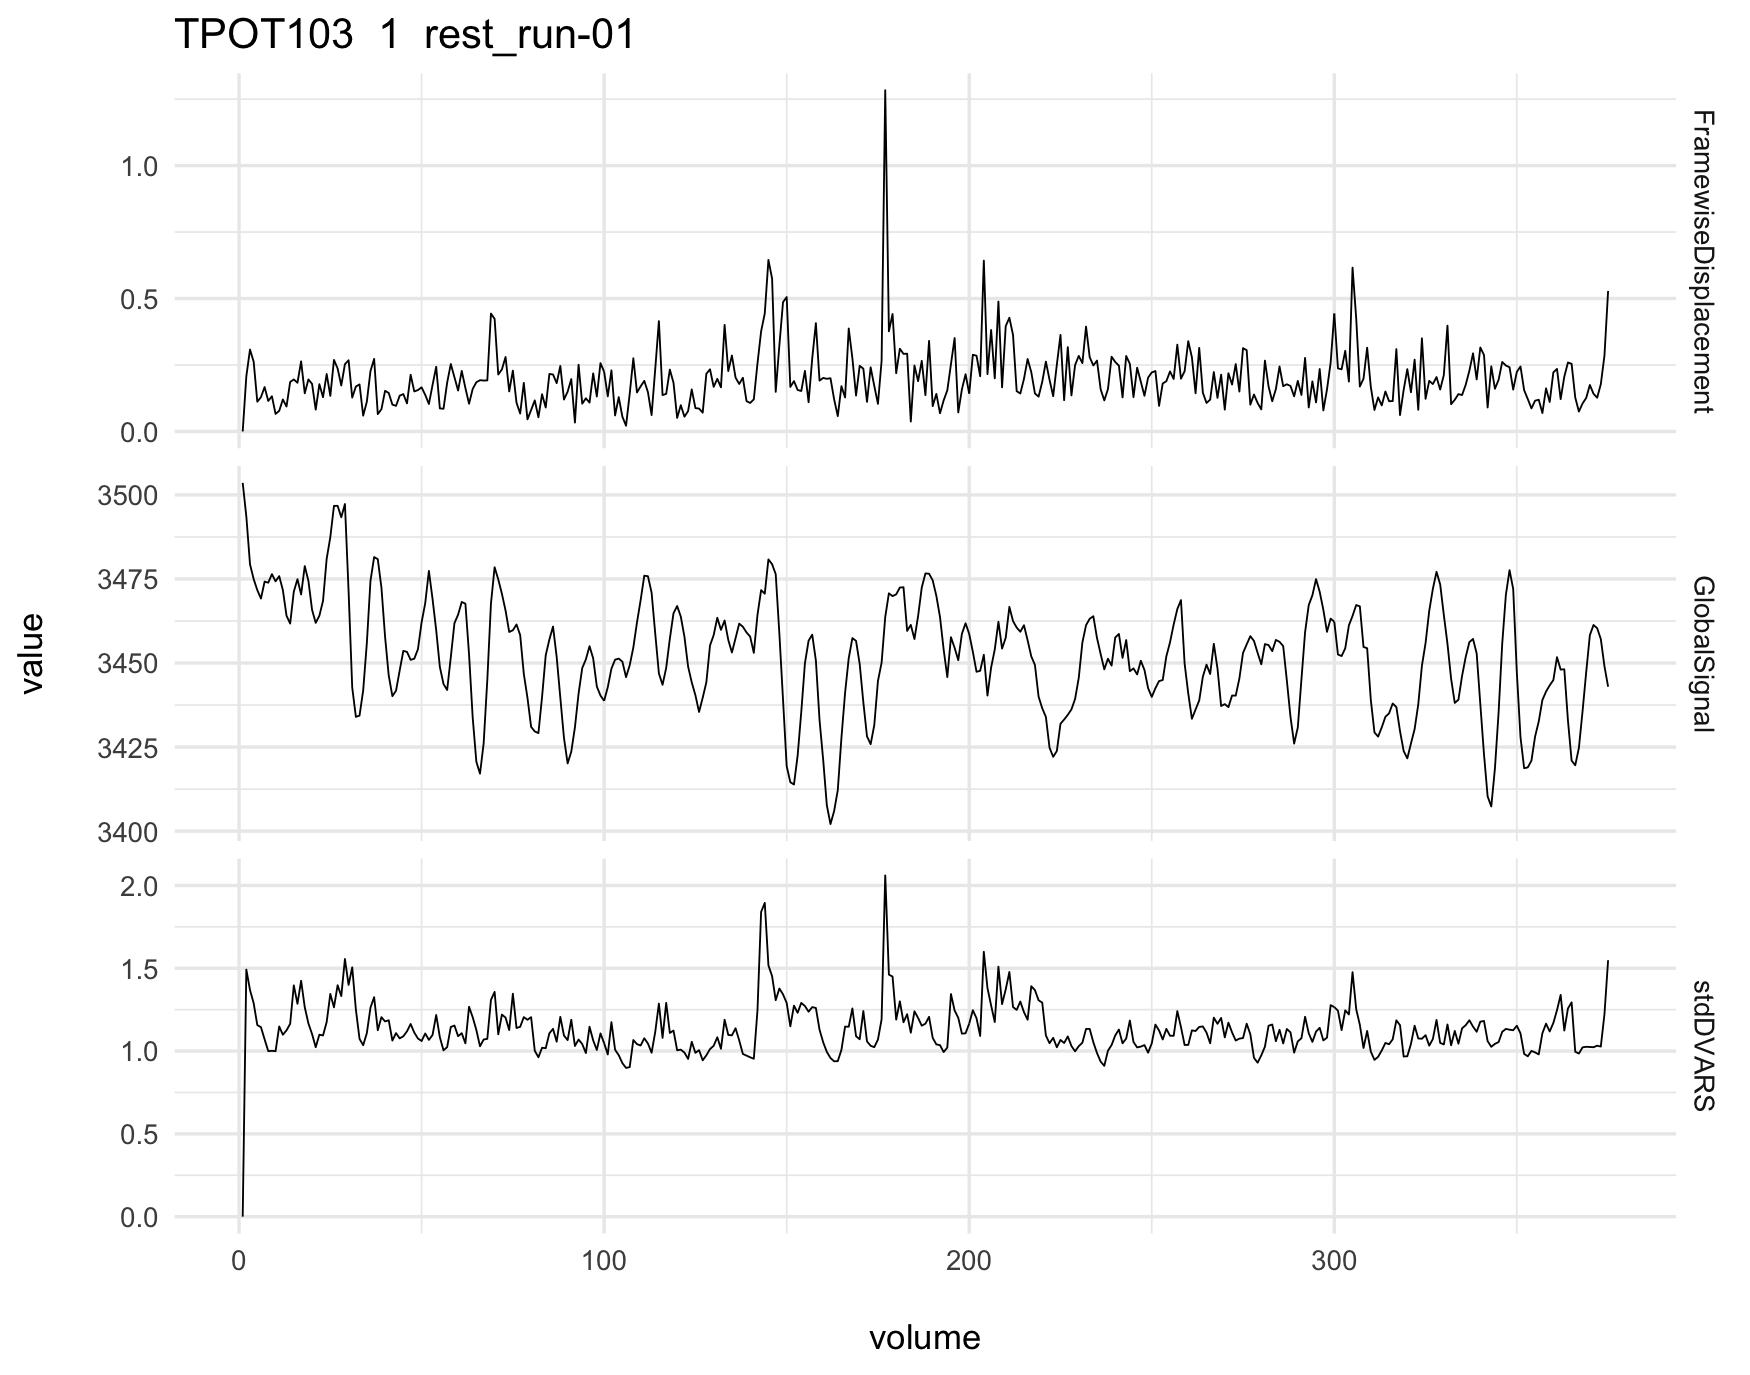 TPOT103  1  rest_run-01
1.0
0.5
0.0
FramewiseDisplacement
3500
3475
3450
3425
3400
GlobalSignal
2.0
1.5
1.0
0.5
0.0
stdDVARS
value
0 100 200 300
volume